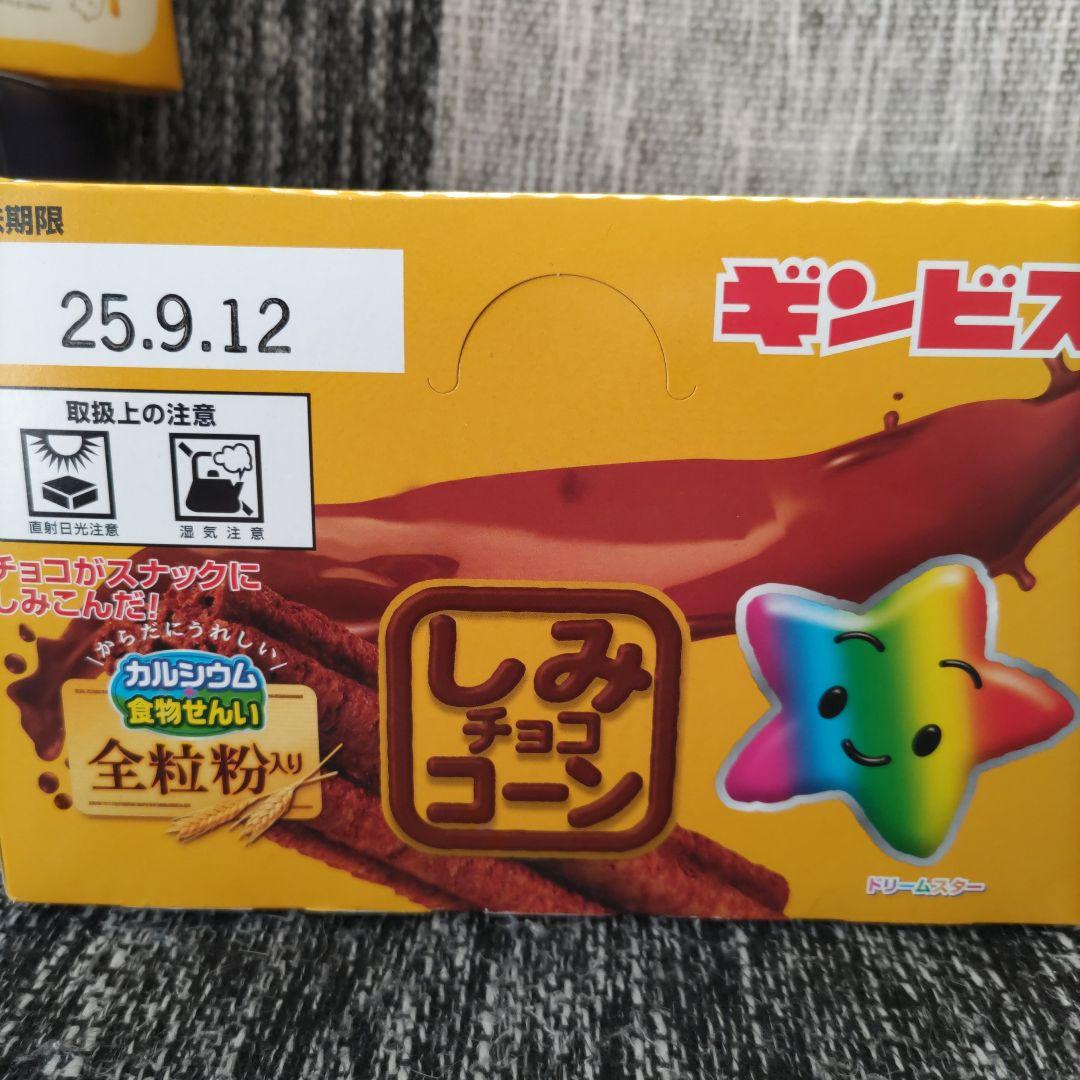 期限
25.9.12
ギンビス
取扱上の注意
直射日光注意
湿気注意
チョコがスナックに
しみこんだ!
からだにうれしい
カルシウム
+
食物せんい
全粒粉入り
しみ
チョコ
コーン
ドリームスター